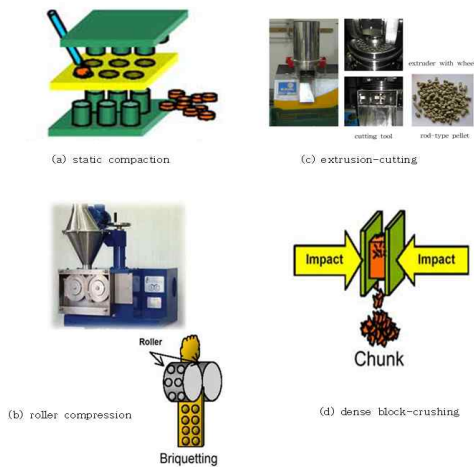 extruder with whee
cutting tool
rod-type pellet
(a) static compaction
(c) extrusion-cutting
Impact
Impact
Chunk
Roller
(b) roller compression
Briquetting
(d) dense block-crushing